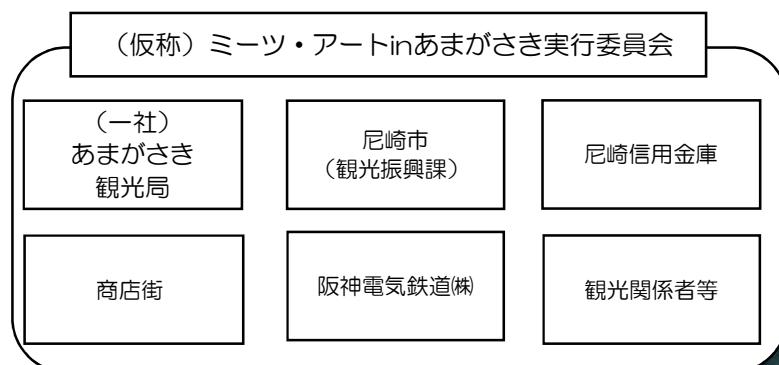 （仮称）ミーツ・アートinあまがさき実行委員会
（一社）
あまがさき
観光局
尼崎市
（観光振興課）
尼崎信用金庫
商店街
阪神電気鉄道㈱
観光関係者等